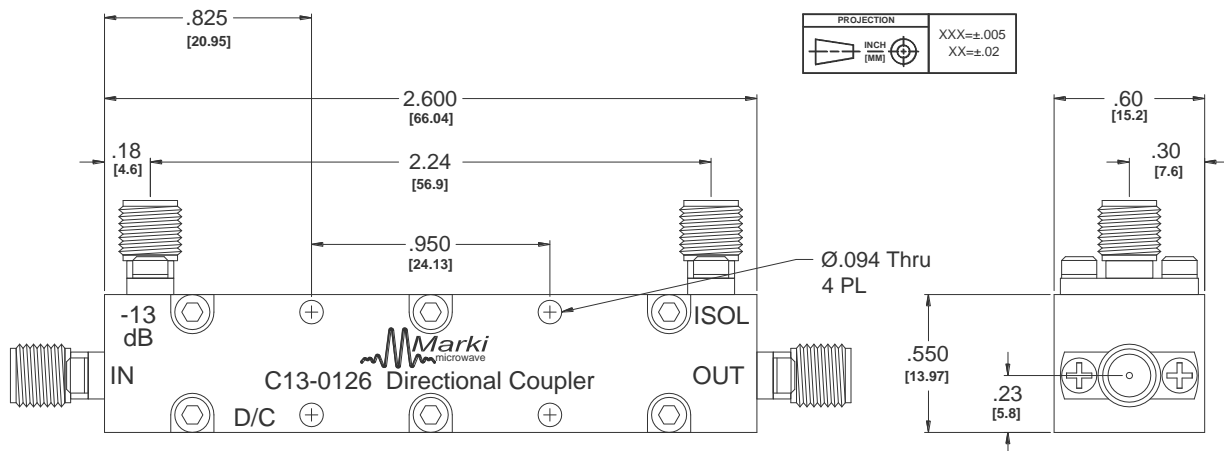 .825
[20.95]
PROJECTION
INCH
[MM]
XXX=±.005
XX=±.02
2.600
[66.04]
.60
[15.2]
.18
[4.6]
2.24
[56.9]
.30
[7.6]
.950
[24.13]
Ø.094 Thru
4 PL
-13
dB
ISOL
Marki
microwave
IN
C13-0126 Directional Coupler
OUT
D/C
.550
[13.97]
.23
[5.8]